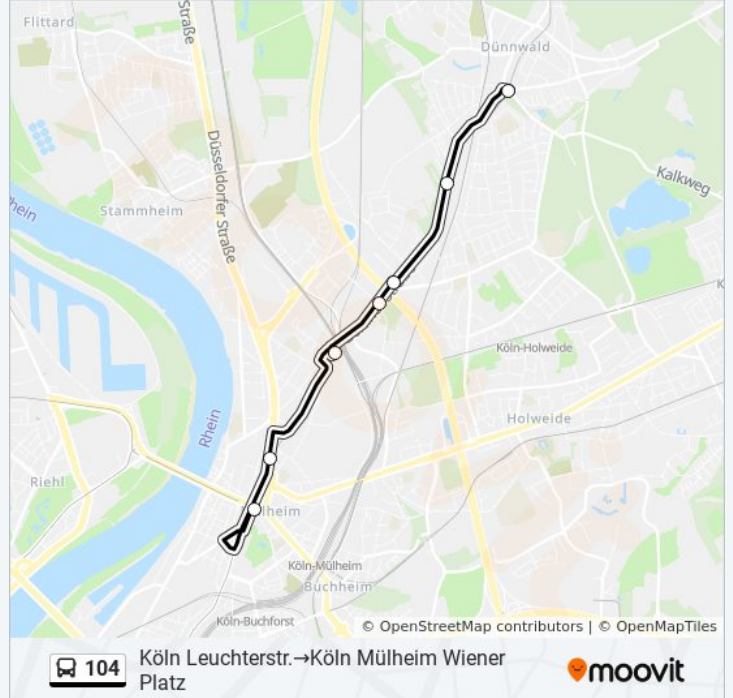 Flittard
Straße
Dünnwald
Düsseldorfer Straße
Kalkweg
hein
Stammheim
K
Köln-Holweide
Rhein
Holweide
Riehl
lheim
Köln-Mülheim
Buchheim
Köln-Buchforst
© OpenStreetMap contributors | © OpenMapTiles
104
Köln Leuchterstr.→Köln Mülheim Wiener
Platz
moovit